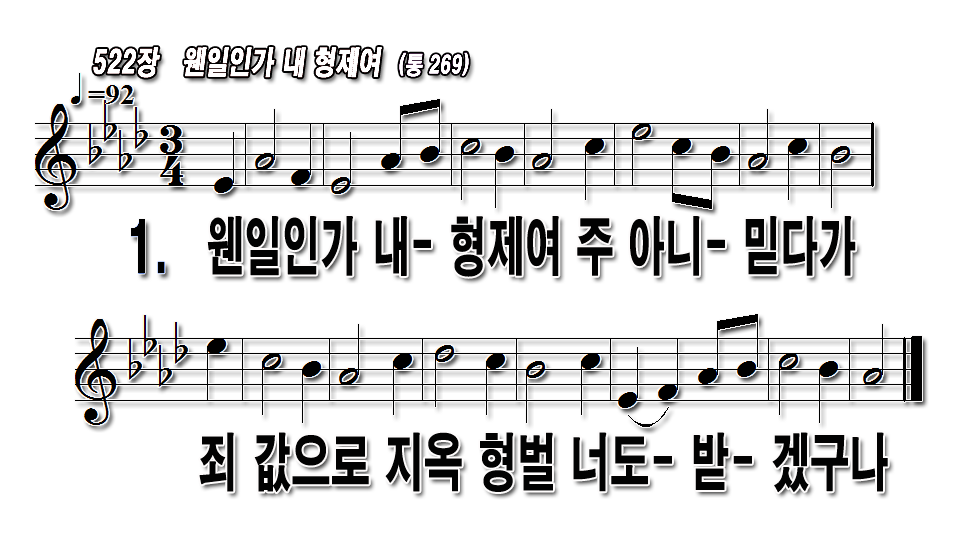 522장 웬일인가 내 형제여 (통 269)
♩=92
3/4
1. 웬일인가 내- 형제여 주 아니- 믿다가
죄 값으로 지옥 형벌 너도- 받- 겠구나